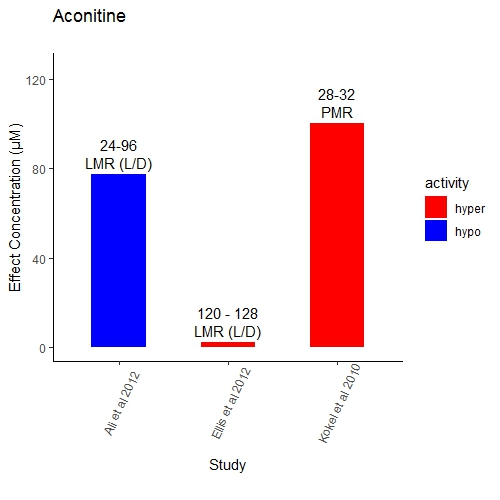 Aconitine
Effect Concentration (µM)
120
80
40
0
24-96
LMR (L/D)
120 - 128
LMR (L/D)
28-32
PMR
Ali et al 2012
Ellis et al 2012
Kokel et al 2010
Study
activity
hyper
hypo